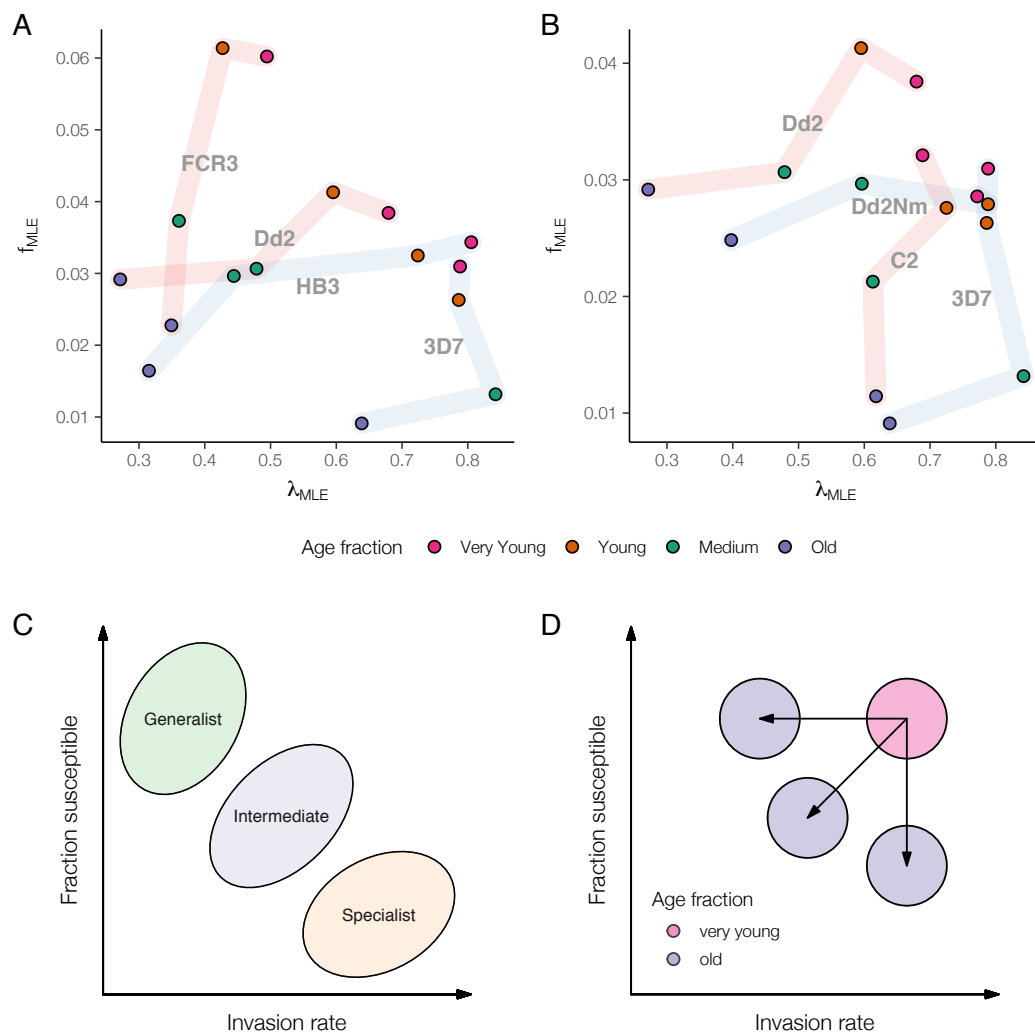 A
0.06
0.05
0.04
0.03
0.02
0.01
f_MLE
FCR3
Dd2
HB3
3D7
0.3 0.4 0.5 0.6 0.7 0.8
λ_MLE
B
0.04
0.03
0.02
0.01
f_MLE
Dd2
Dd2Nm
C2
3D7
0.3 0.4 0.5 0.6 0.7 0.8
λ_MLE
Age fraction Very Young Young Medium Old
C
Fraction susceptible
Generalist
Intermediate
Specialist
Invasion rate
D
Fraction susceptible
Age fraction
very young
old
Invasion rate